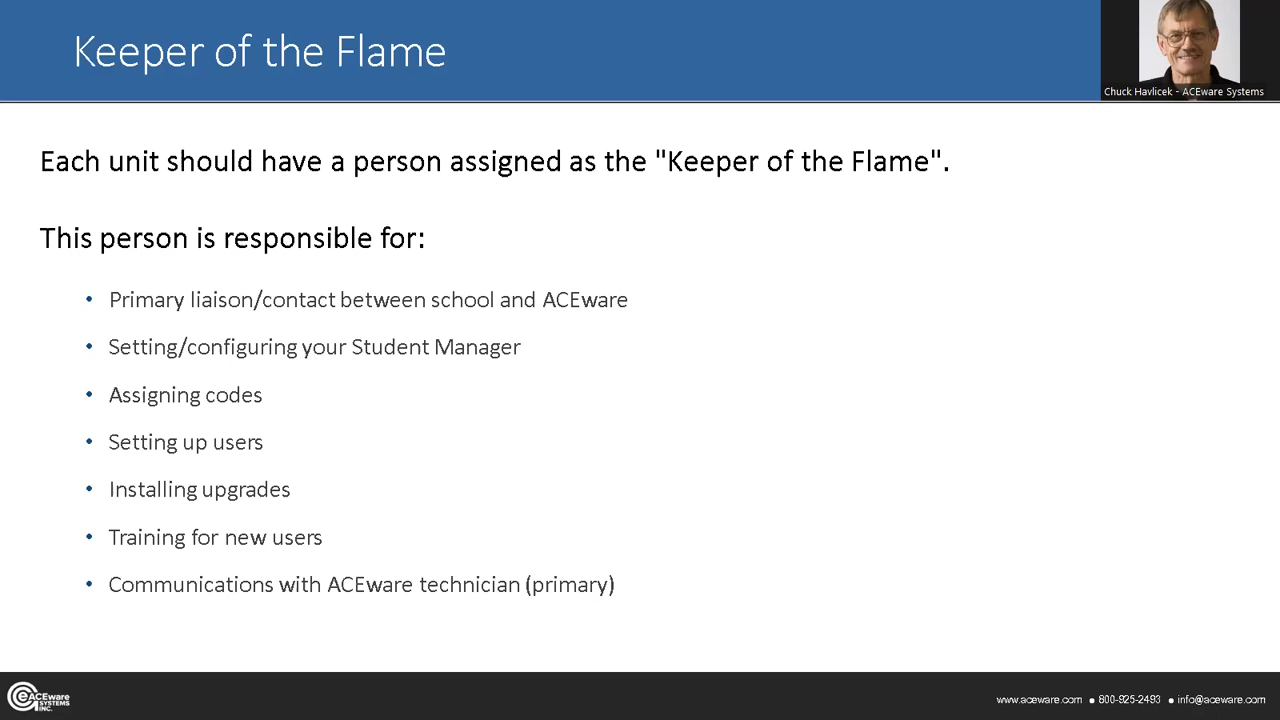 Keeper of the Flame
Chuck Havlicek - ACEware Systems
Each unit should have a person assigned as the "Keeper of the Flame".
This person is responsible for:
• Primary liaison/contact between school and ACEware
• Setting/configuring your Student Manager
• Assigning codes
• Setting up users
• Installing upgrades
• Training for new users
• Communications with ACEware technician (primary)
eACEware
SYSTEMS
INC.
www.aceware.com ● 800-925-2493 ● info@aceware.com